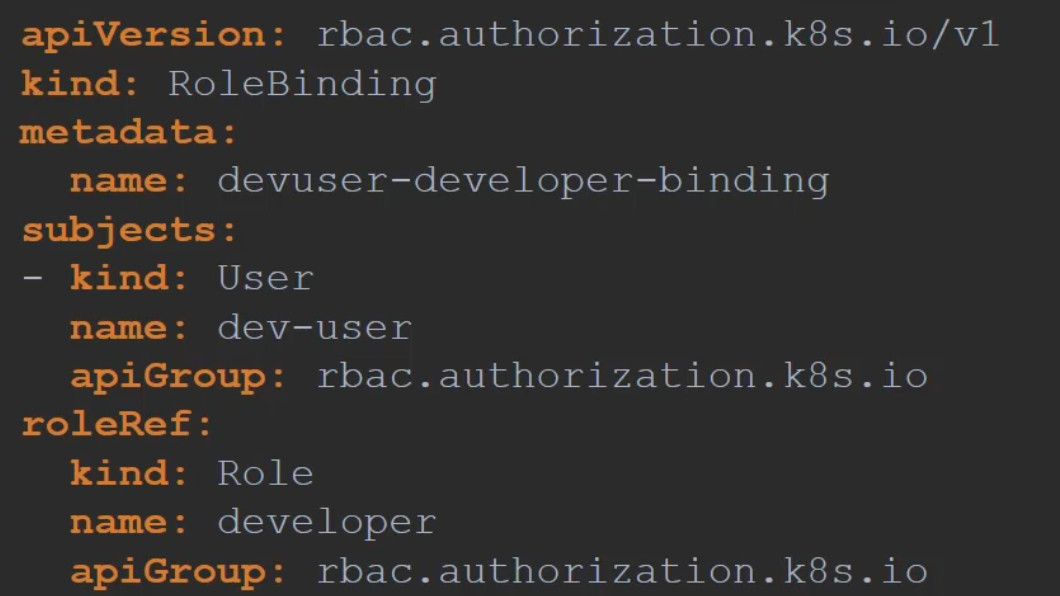 apiVersion: rbac.authorization.k8s.io/v1
kind: RoleBinding
metadata:
  name: devuser-developer-binding
subjects:
- kind: User
  name: dev-user
  apiGroup: rbac.authorization.k8s.io
roleRef:
  kind: Role
  name: developer
  apiGroup: rbac.authorization.k8s.io